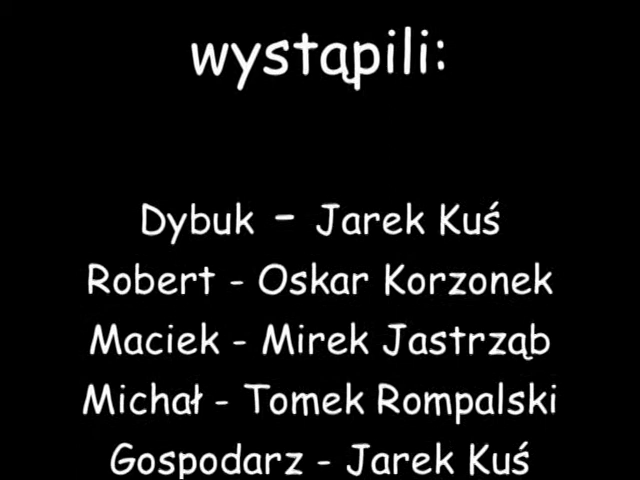 wystąpili:
Dybuk - Jarek Kuś
Robert - Oskar Korzonek
Maciek - Mirek Jastrząb
Michał - Tomek Rompalski
Gospodarz - Jarek Kuś